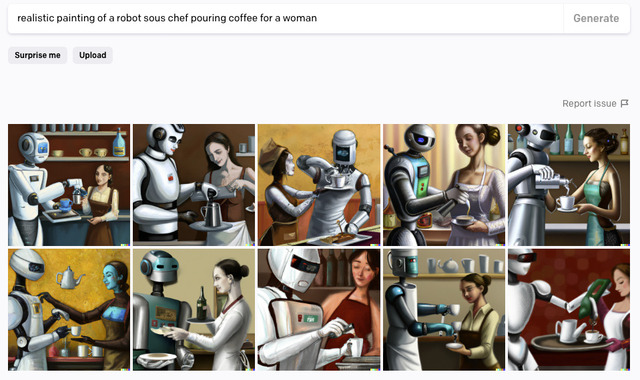 realistic painting of a robot sous chef pouring coffee for a woman
Generate
Surprise me
Upload
Report issue